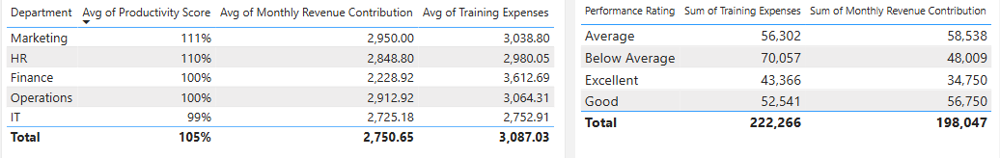 Department Avg of Productivity Score Avg of Monthly Revenue Contribution Avg of Training Expenses
Marketing 111% 2,950.00 3,038.80
HR 110% 2,848.80 2,980.05
Finance 100% 2,228.92 3,612.69
Operations 100% 2,912.92 3,064.31
IT 99% 2,725.18 2,752.91
Total 105% 2,750.65 3,087.03
Performance Rating Sum of Training Expenses Sum of Monthly Revenue Contribution
Average 56,302 58,538
Below Average 70,057 48,009
Excellent 43,366 34,750
Good 52,541 56,750
Total 222,266 198,047